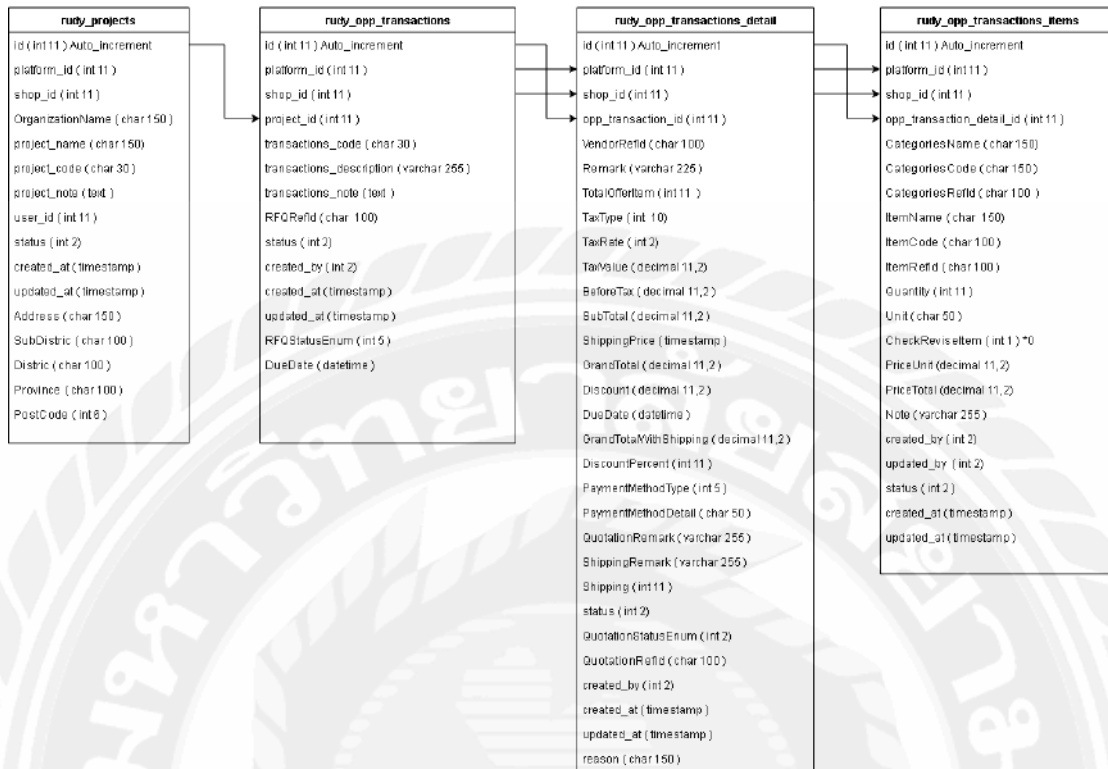 rudy_projects
id ( int 11 ) Auto_increment
platform_id ( int 11 )
shop_id ( int 11 )
OrganizationName ( char 150 )
project_name ( char 150)
project_code ( char 30 )
project_note ( text )
user_id ( int 11 )
status ( int 2 )
created_at ( timestamp )
updated_at ( timestamp )
Address ( char 150 )
SubDistric ( char 100 )
Distric ( char 100 )
Province ( char 100 )
PostCode ( int 6 )
rudy_opp_transactions
id ( int 11 ) Auto_increment
platform_id ( int 11 )
shop_id ( int 11 )
project_id ( int 11 )
transactions_code ( char 30 )
transactions_description ( varchar 255 )
transactions_note ( text )
RFQRefId ( char 100 )
status ( int 2 )
created_by ( int 2 )
created_at ( timestamp )
updated_at ( timestamp )
RFQStatusEnum ( int 5 )
DueDate ( datetime )
rudy_opp_transactions_detail
id ( int 11 ) Auto_increment
platform_id ( int 11 )
shop_id ( int 11 )
opp_transaction_id ( int 11 )
VendorRefId ( char 100 )
Remark ( varchar 225 )
TotalOfferItem ( int 11 )
TaxType ( int 10 )
TaxRate ( int 2 )
TaxValue ( decimal 11,2 )
BeforeTax ( decimal 11,2 )
SubTotal ( decimal 11,2 )
ShippingPrice ( timestamp )
GrandTotal ( decimal 11,2 )
Discount ( decimal 11,2 )
DueDate ( datetime )
GrandTotalWithShipping ( decimal 11,2 )
DiscountPercent ( int 11 )
PaymentMethodType ( int 5 )
PaymentMethodDetail ( char 50 )
QuotationRemark ( varchar 255 )
ShippingRemark ( varchar 255 )
Shipping ( int 11 )
status ( int 2 )
QuotationStatusEnum ( int 2 )
QuotationRefId ( char 100 )
created_by ( int 2 )
created_at ( timestamp )
updated_at ( timestamp )
reason ( char 150 )
rudy_opp_transactions_items
id ( int 11 ) Auto_increment
platform_id ( int 11 )
shop_id ( int 11 )
opp_transaction_detail_id ( int 11 )
CategoriesName ( char 150 )
CategoriesCode ( char 150 )
CategoriesRefId ( char 100 )
ItemName ( char 150 )
ItemCode ( char 100 )
ItemRefId ( char 100 )
Quantity ( int 11 )
Unit ( char 50 )
CheckReviseItem ( int 1 ) *0
PriceUnit (decimal 11,2 )
PriceTotal (decimal 11,2 )
Note ( varchar 255 )
created_by ( int 2 )
updated_by ( int 2 )
status ( int 2 )
created_at ( timestamp )
updated_at ( timestamp )